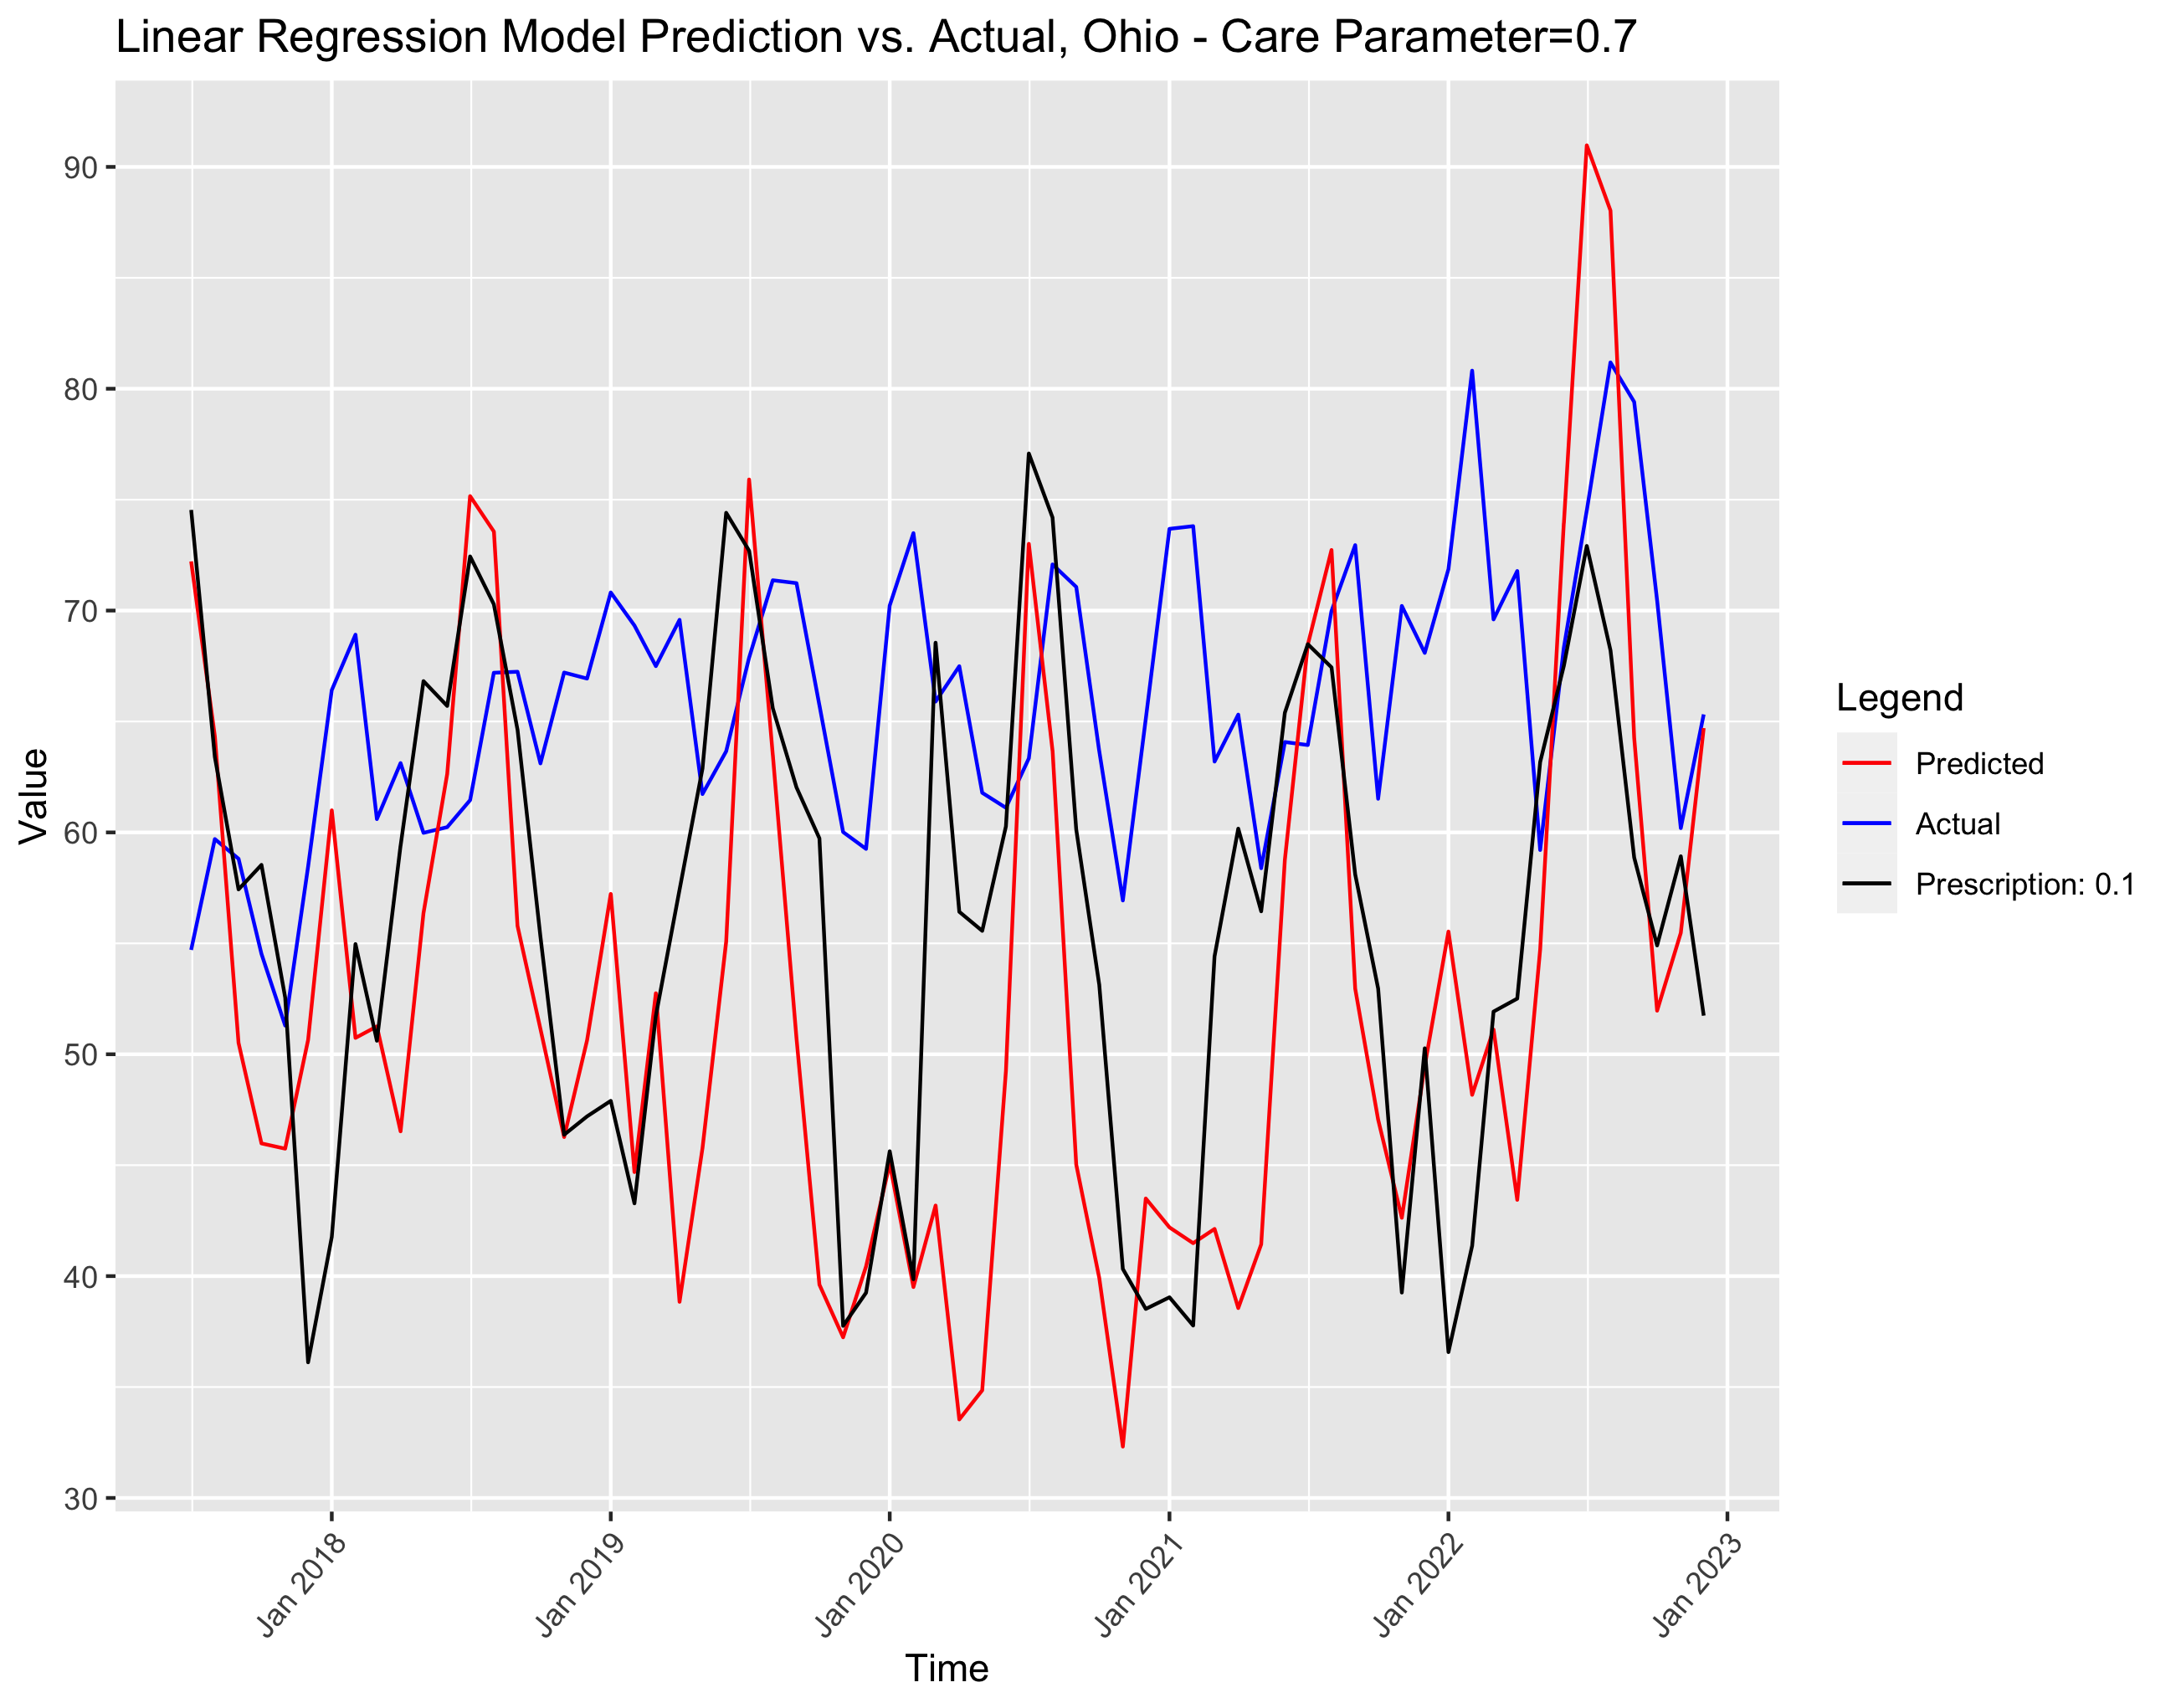 Linear Regression Model Prediction vs. Actual, Ohio - Care Parameter=0.7
90
80
70
60
50
40
30
Value
Jan 2018
Jan 2019
Jan 2020
Jan 2021
Jan 2022
Jan 2023
Time
Legend
Predicted
Actual
Prescription: 0.1